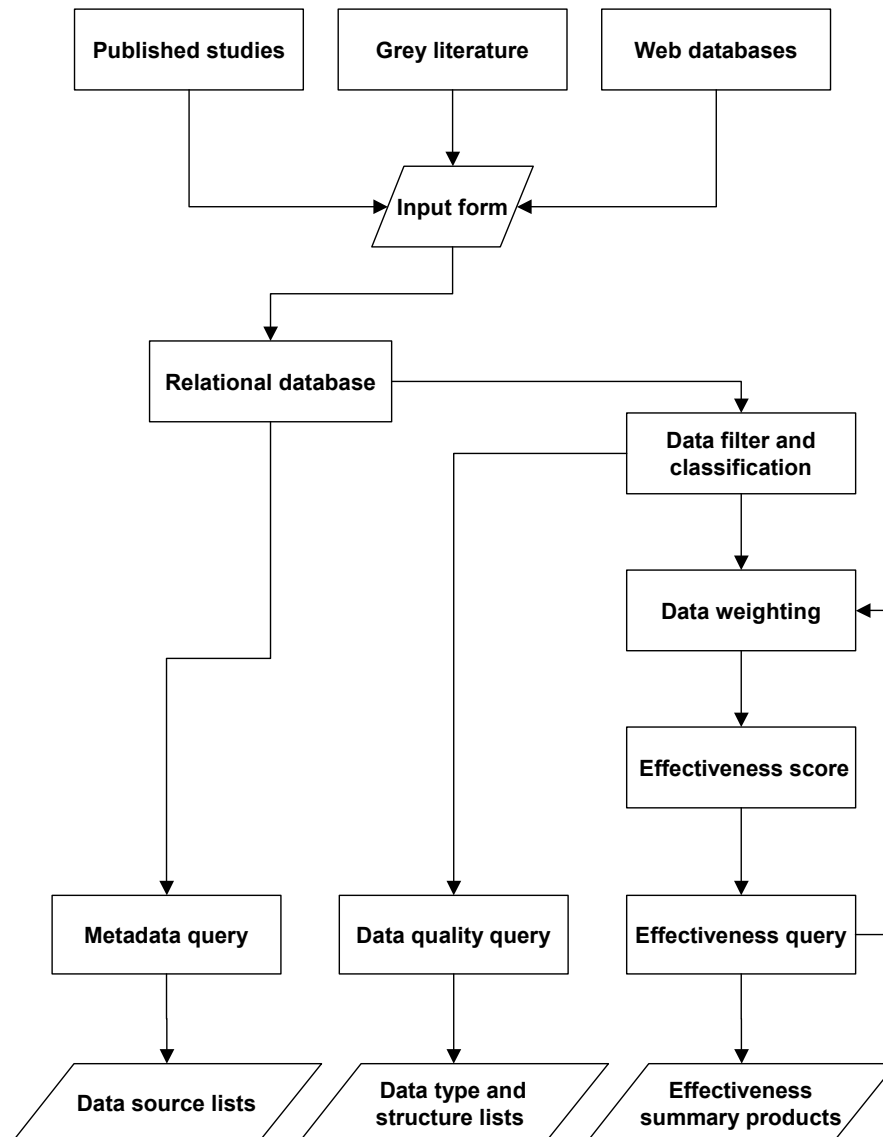 Published studies
Grey literature
Web databases
Input form
Relational database
Data filter and
classification
Data weighting
Effectiveness score
Metadata query
Data quality query
Effectiveness query
Data source lists
Data type and
structure lists
Effectiveness
summary products